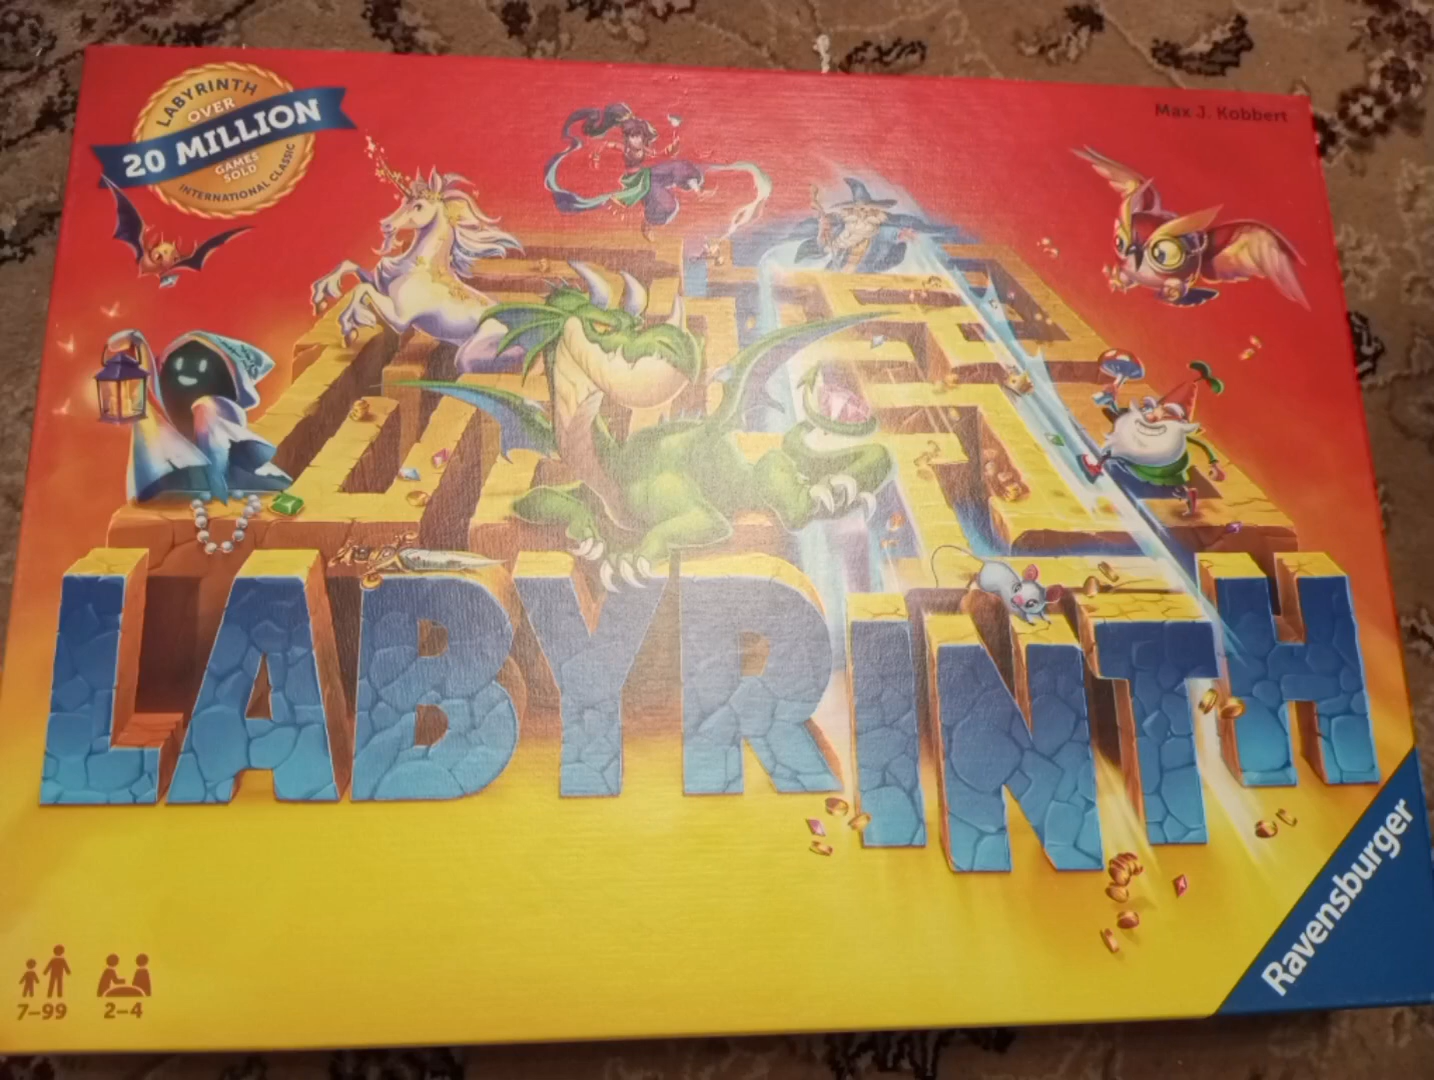 LABYRINTH
OVER
20 MILLION
GAMES
SOLD
INTERNATIONAL CLASSIC
Max J. Kobbert
LABYRINTH
Ravensburger
7-99
2-4